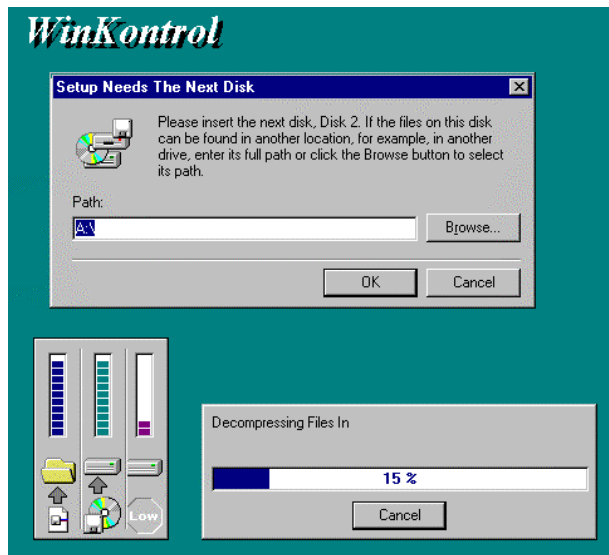 WinKontrol
Setup Needs The Next Disk
Please insert the next disk, Disk 2. If the files on this disk
can be found in another location, for example, in another
drive, enter its full path or click the Browse button to select
its path.
Path:
A:\
Browse...
OK
Cancel
Decompressing Files In
15 %
Cancel
Low